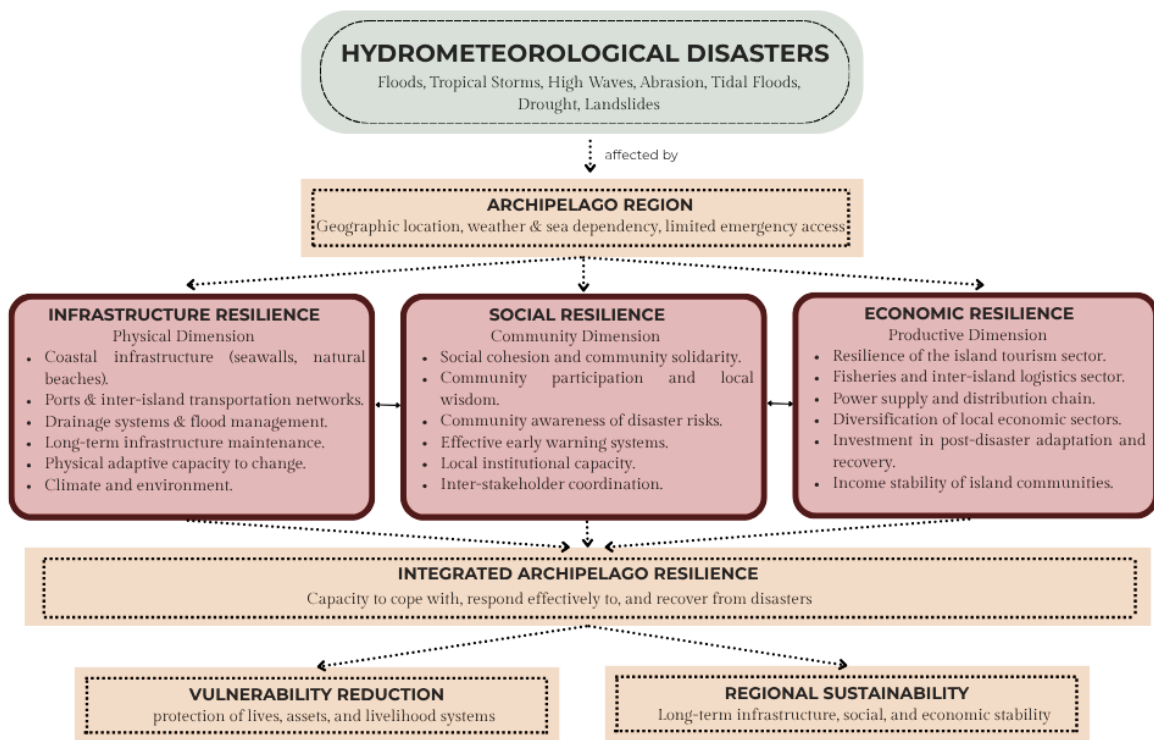 HYDROMETEOROLOGICAL DISASTERS
Floods, Tropical Storms, High Waves, Abrasion, Tidal Floods,
Drought, Landslides
affected by
ARCHIPELAGO REGION
Geographic location, weather & sea dependency, limited emergency access
INFRASTRUCTURE RESILIENCE
Physical Dimension
• Coastal infrastructure (seawalls, natural
beaches).
• Ports & inter-island transportation networks.
• Drainage systems & flood management.
• Long-term infrastructure maintenance.
• Physical adaptive capacity to change.
• Climate and environment.
SOCIAL RESILIENCE
Community Dimension
• Social cohesion and community solidarity.
• Community participation and local
wisdom.
• Community awareness of disaster risks.
• Effective early warning systems.
• Local institutional capacity.
• Inter-stakeholder coordination.
ECONOMIC RESILIENCE
Productive Dimension
• Resilience of the island tourism sector.
• Fisheries and inter-island logistics sector.
• Power supply and distribution chain.
• Diversification of local economic sectors.
• Investment in post-disaster adaptation and
recovery.
• Income stability of island communities.
INTEGRATED ARCHIPELAGO RESILIENCE
Capacity to cope with, respond effectively to, and recover from disasters
VULNERABILITY REDUCTION
protection of lives, assets, and livelihood systems
REGIONAL SUSTAINABILITY
Long-term infrastructure, social, and economic stability